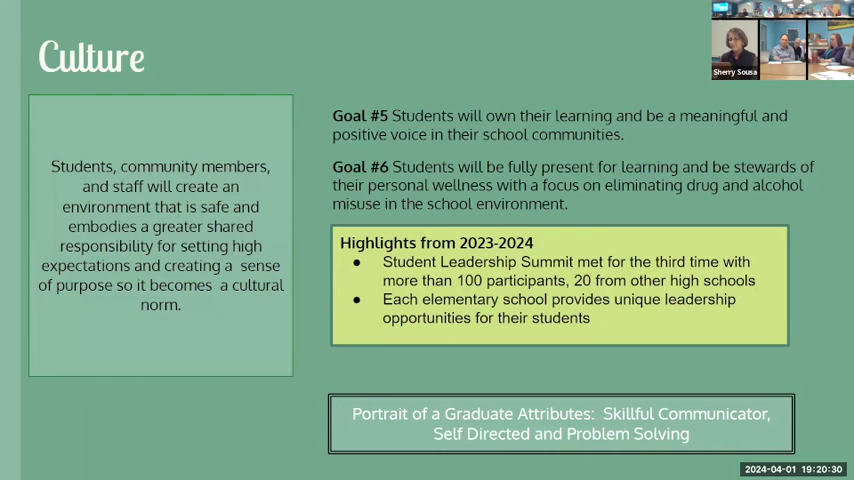 Culture
Sherry Sousa
Students, community members,
and staff will create an
environment that is safe and
embodies a greater shared
responsibility for setting high
expectations and creating a sense
of purpose so it becomes a cultural
norm.
Goal #5 Students will own their learning and be a meaningful and
positive voice in their school communities.
Goal #6 Students will be fully present for learning and be stewards of
their personal wellness with a focus on eliminating drug and alcohol
misuse in the school environment.
Highlights from 2023-2024
● Student Leadership Summit met for the third time with
more than 100 participants, 20 from other high schools
● Each elementary school provides unique leadership
opportunities for their students
Portrait of a Graduate Attributes: Skillful Communicator,
Self Directed and Problem Solving
2024-04-01 19:20:30